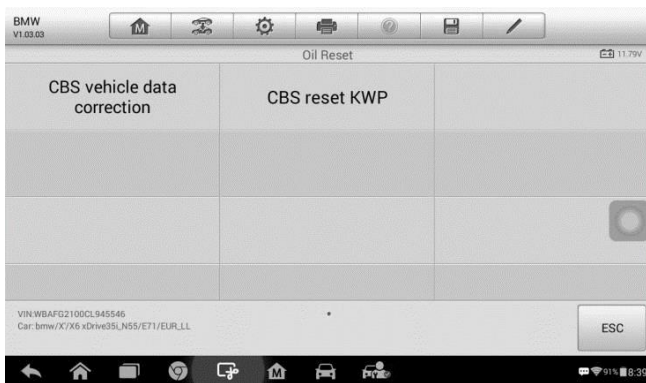 BMW
V1.03.03
Oil Reset
11.79V
CBS vehicle data
correction
CBS reset KWP
VIN:WBAFG2100CL945546
Car: bmw/X'/X6 xDrive35i_N55/E71/EUR_LL
ESC
91% 8:39